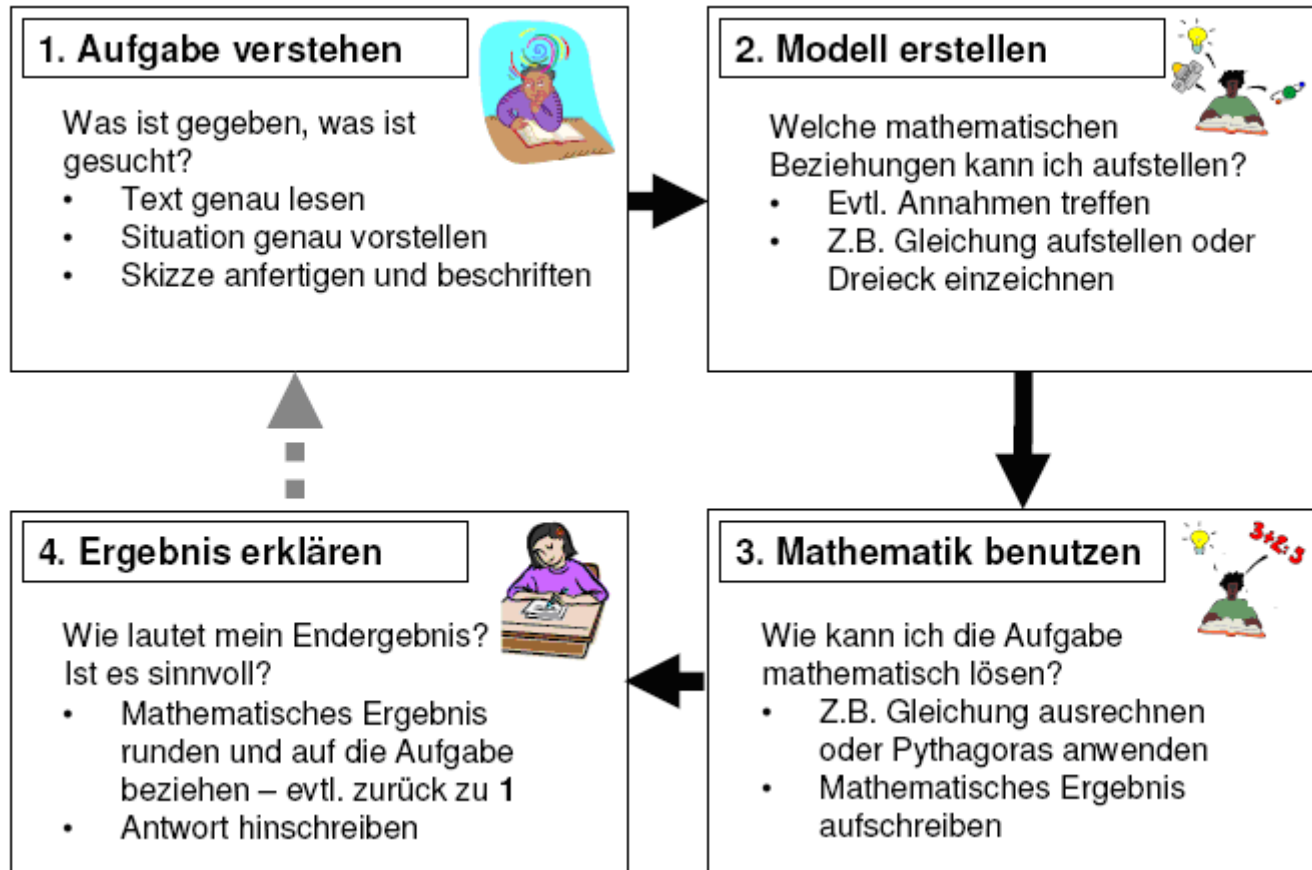 1. Aufgabe verstehen
Was ist gegeben, was ist
gesucht?
• Text genau lesen
• Situation genau vorstellen
• Skizze anfertigen und beschriften
2. Modell erstellen
Welche mathematischen
Beziehungen kann ich aufstellen?
• Evtl. Annahmen treffen
• Z.B. Gleichung aufstellen oder
Dreieck einzeichnen
3. Mathematik benutzen
3+2:3
Wie kann ich die Aufgabe
mathematisch lösen?
• Z.B. Gleichung ausrechnen
oder Pythagoras anwenden
• Mathematisches Ergebnis
aufschreiben
4. Ergebnis erklären
Wie lautet mein Endergebnis?
Ist es sinnvoll?
• Mathematisches Ergebnis
runden und auf die Aufgabe
beziehen – evtl. zurück zu 1
• Antwort hinschreiben